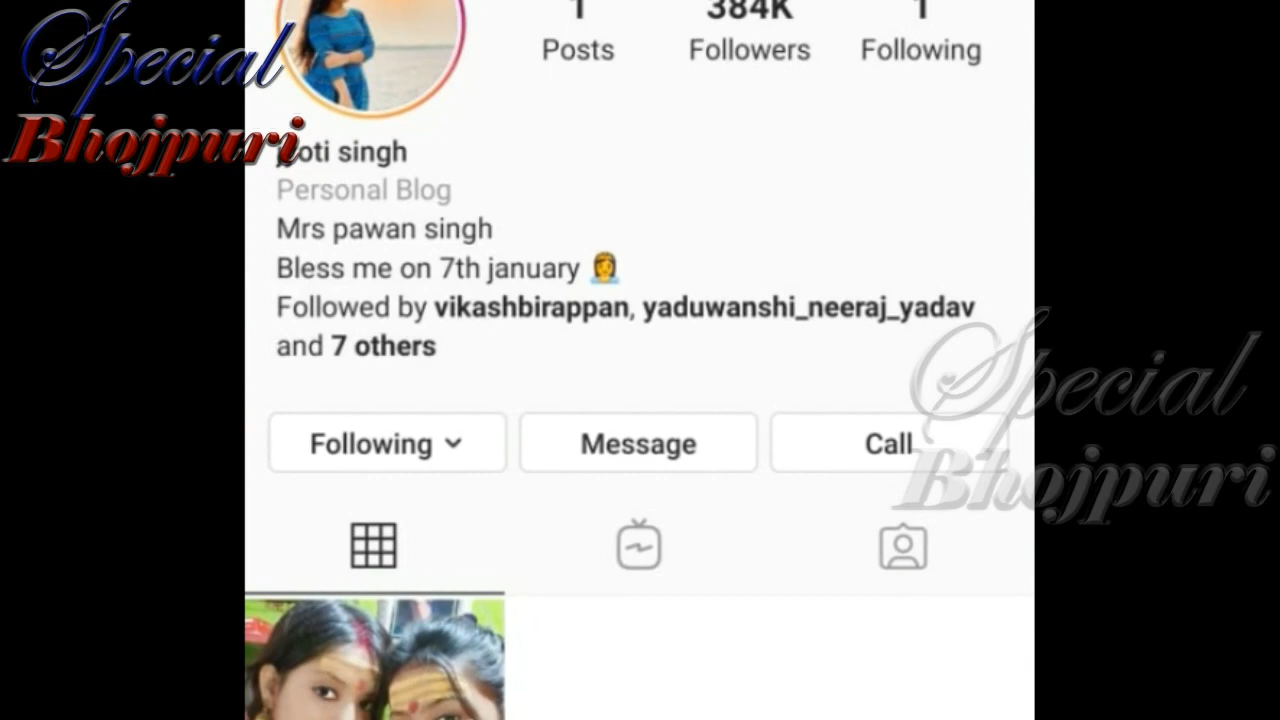 Special
Bhojpuri
1 384K 1
Posts Followers Following
jyoti singh
Personal Blog
Mrs pawan singh
Bless me on 7th january 👰
Followed by vikashbirappan, yaduwanshi_neeraj_yadav
and 7 others
Following Message Call
Special
Bhojpuri